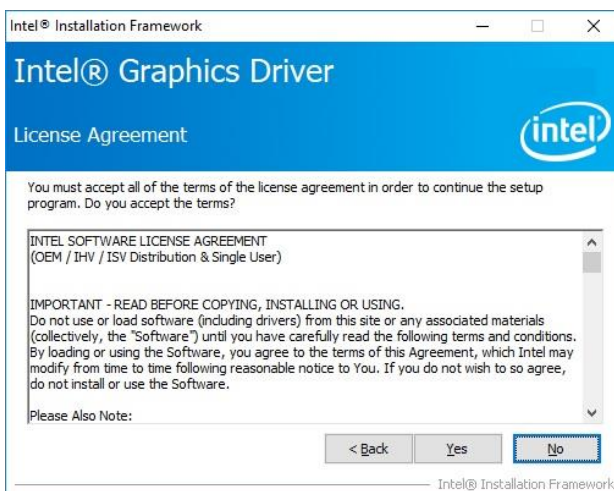 Intel® Installation Framework
Intel® Graphics Driver
License Agreement
intel
You must accept all of the terms of the license agreement in order to continue the setup
program. Do you accept the terms?
INTEL SOFTWARE LICENSE AGREEMENT
(OEM / IHV / ISV Distribution & Single User)
IMPORTANT - READ BEFORE COPYING, INSTALLING OR USING.
Do not use or load software (including drivers) from this site or any associated materials
(collectively, the "Software") until you have carefully read the following terms and conditions.
By loading or using the Software, you agree to the terms of this Agreement, which Intel may
modify from time to time following reasonable notice to You. If you do not wish to so agree,
do not install or use the Software.
Please Also Note:
< Back
Yes
No
Intel® Installation Framework